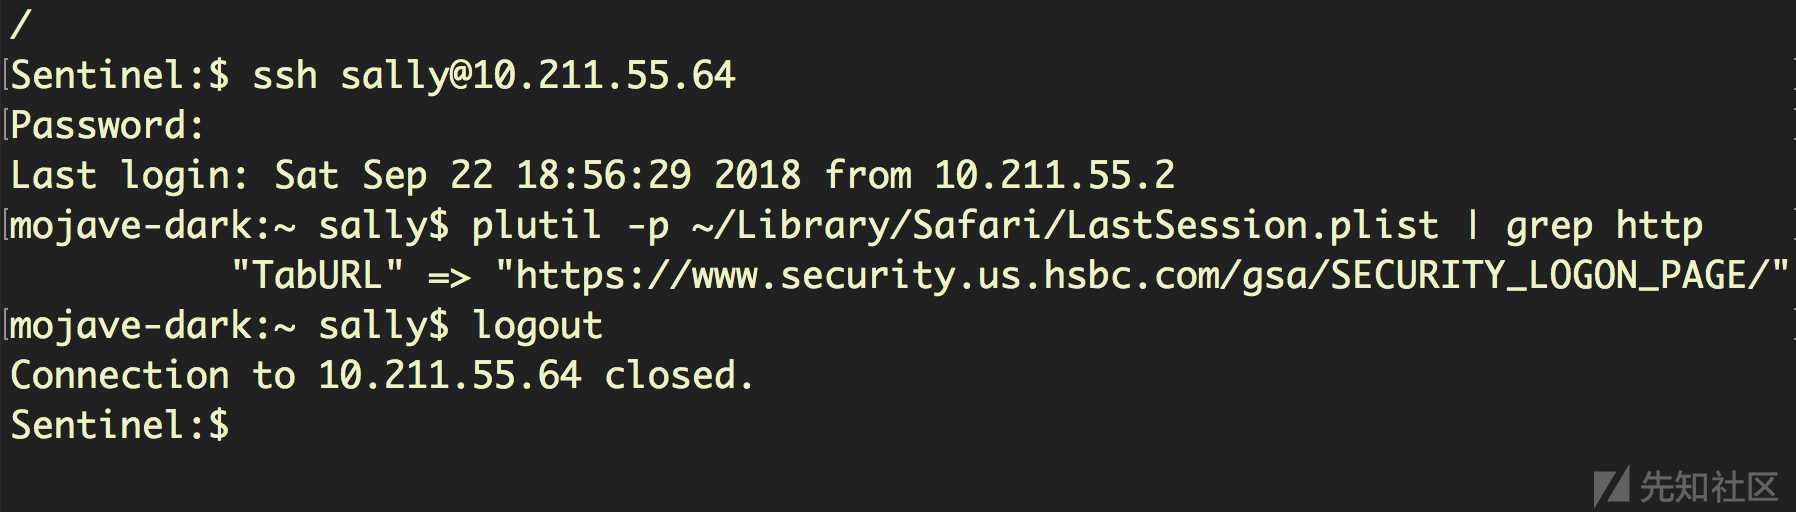 /
Sentinel:$ ssh sally@10.211.55.64
Password:
Last login: Sat Sep 22 18:56:29 2018 from 10.211.55.2
mojave-dark:~ sally$ plutil -p ~/Library/Safari/LastSession.plist | grep http
"TabURL" => "https://www.security.us.hsbc.com/gsa/SECURITY_LOGON_PAGE/"
mojave-dark:~ sally$ logout
Connection to 10.211.55.64 closed.
Sentinel:$
先知社区